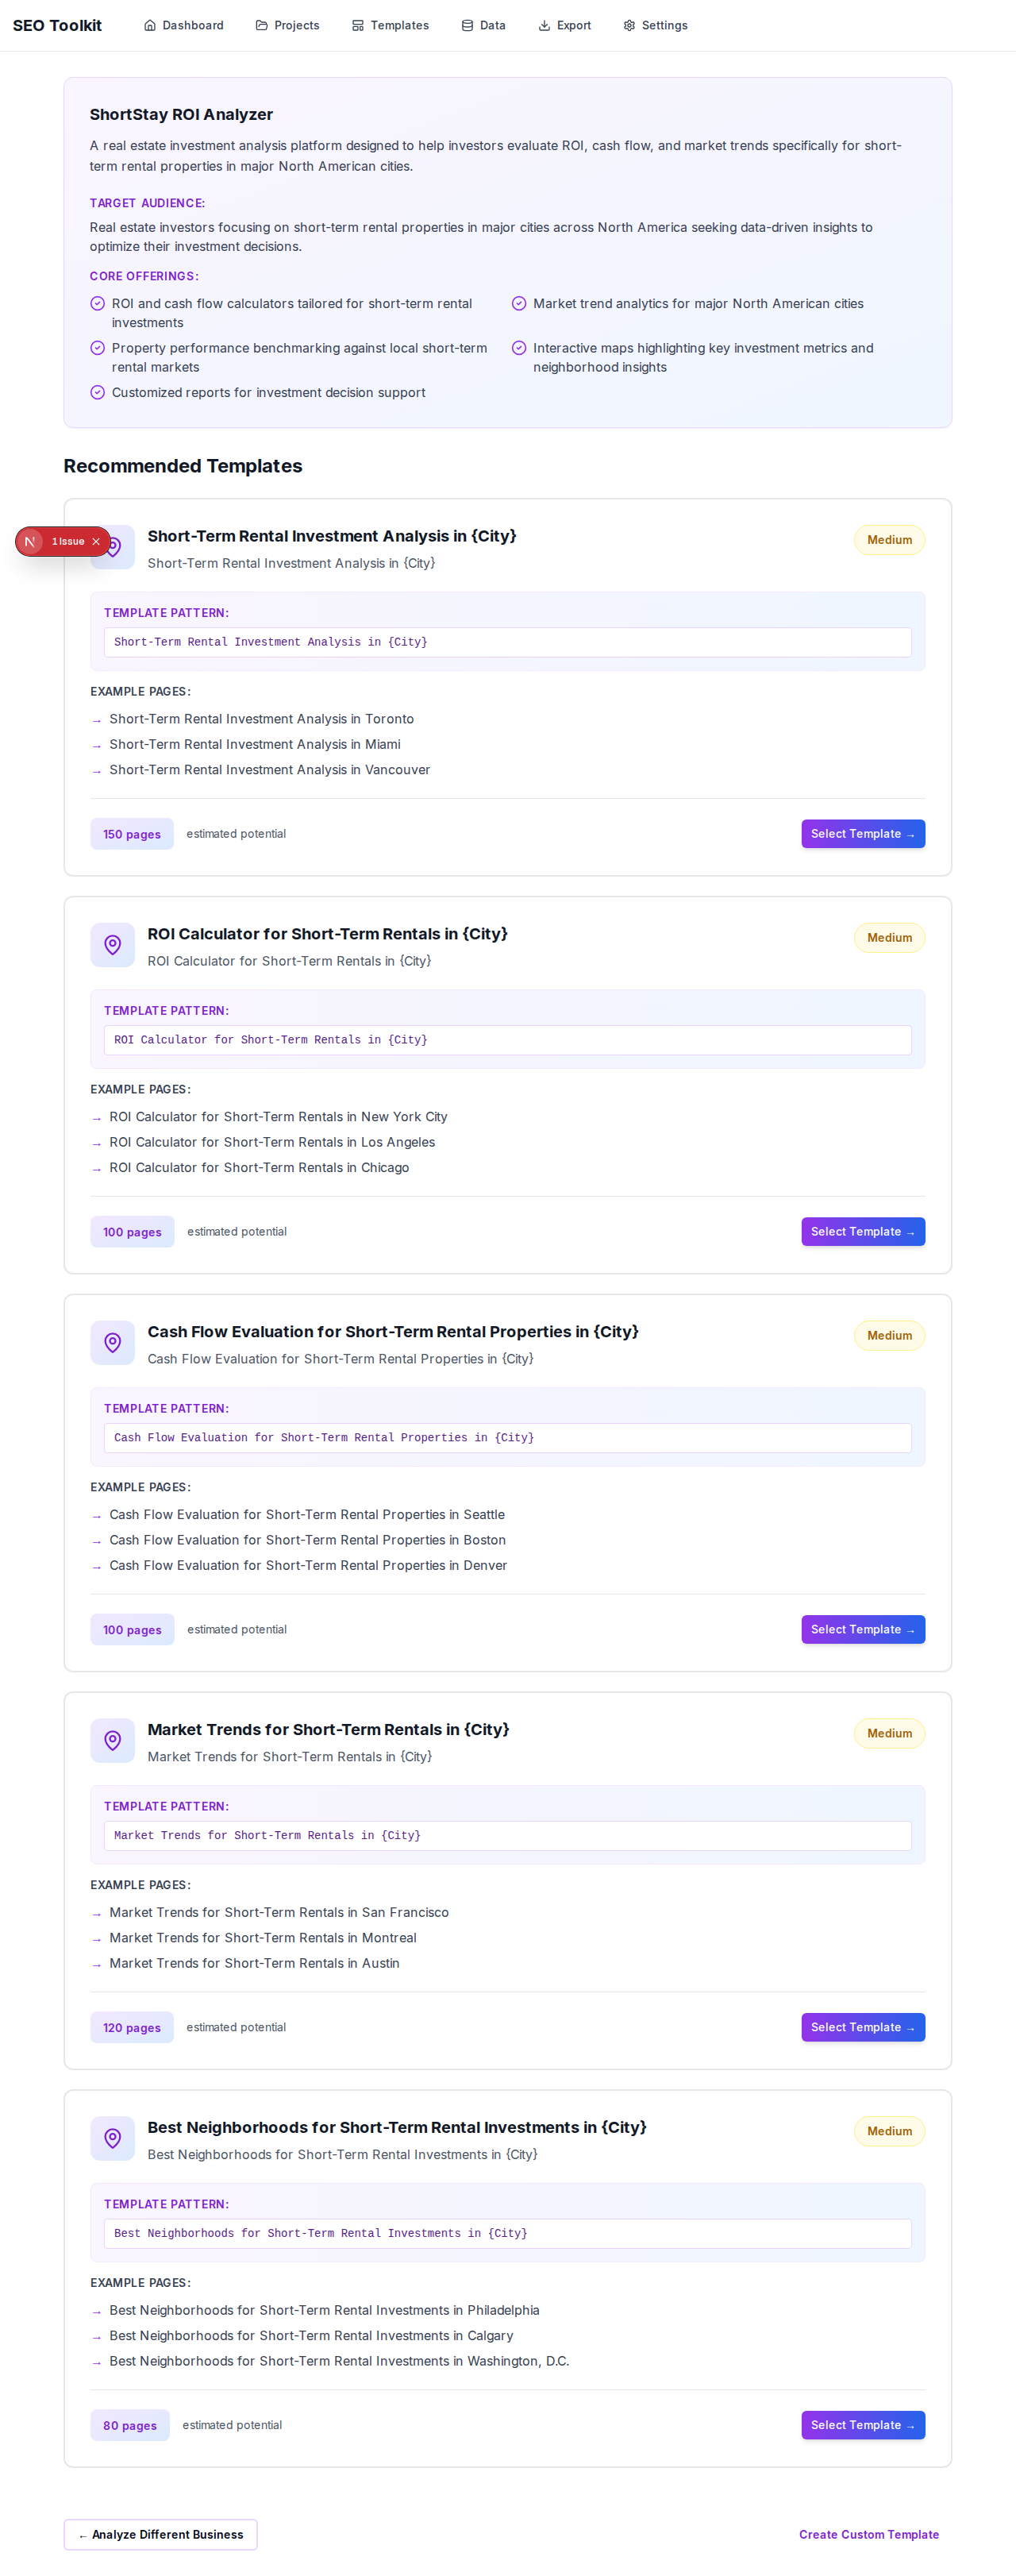 SEO Toolkit
Dashboard
Projects
Templates
Data
Export
Settings
ShortStay ROI Analyzer
A real estate investment analysis platform designed to help investors evaluate ROI, cash flow, and market trends specifically for short-
term rental properties in major North American cities.
TARGET AUDIENCE:
Real estate investors focusing on short-term rental properties in major cities across North America seeking data-driven insights to
optimize their investment decisions.
CORE OFFERINGS:
ROI and cash flow calculators tailored for short-term rental
investments
Market trend analytics for major North American cities
Property performance benchmarking against local short-term
rental markets
Interactive maps highlighting key investment metrics and
neighborhood insights
Customized reports for investment decision support
Recommended Templates
N 1 Issue ×
Short-Term Rental Investment Analysis in {City}
Medium
Short-Term Rental Investment Analysis in {City}
TEMPLATE PATTERN:
Short-Term Rental Investment Analysis in {City}
EXAMPLE PAGES:
→ Short-Term Rental Investment Analysis in Toronto
→ Short-Term Rental Investment Analysis in Miami
→ Short-Term Rental Investment Analysis in Vancouver
150 pages estimated potential
Select Template →
ROI Calculator for Short-Term Rentals in {City}
Medium
ROI Calculator for Short-Term Rentals in {City}
TEMPLATE PATTERN:
ROI Calculator for Short-Term Rentals in {City}
EXAMPLE PAGES:
→ ROI Calculator for Short-Term Rentals in New York City
→ ROI Calculator for Short-Term Rentals in Los Angeles
→ ROI Calculator for Short-Term Rentals in Chicago
100 pages estimated potential
Select Template →
Cash Flow Evaluation for Short-Term Rental Properties in {City}
Medium
Cash Flow Evaluation for Short-Term Rental Properties in {City}
TEMPLATE PATTERN:
Cash Flow Evaluation for Short-Term Rental Properties in {City}
EXAMPLE PAGES:
→ Cash Flow Evaluation for Short-Term Rental Properties in Seattle
→ Cash Flow Evaluation for Short-Term Rental Properties in Boston
→ Cash Flow Evaluation for Short-Term Rental Properties in Denver
100 pages estimated potential
Select Template →
Market Trends for Short-Term Rentals in {City}
Medium
Market Trends for Short-Term Rentals in {City}
TEMPLATE PATTERN:
Market Trends for Short-Term Rentals in {City}
EXAMPLE PAGES:
→ Market Trends for Short-Term Rentals in San Francisco
→ Market Trends for Short-Term Rentals in Montreal
→ Market Trends for Short-Term Rentals in Austin
120 pages estimated potential
Select Template →
Best Neighborhoods for Short-Term Rental Investments in {City}
Medium
Best Neighborhoods for Short-Term Rental Investments in {City}
TEMPLATE PATTERN:
Best Neighborhoods for Short-Term Rental Investments in {City}
EXAMPLE PAGES:
→ Best Neighborhoods for Short-Term Rental Investments in Philadelphia
→ Best Neighborhoods for Short-Term Rental Investments in Calgary
→ Best Neighborhoods for Short-Term Rental Investments in Washington, D.C.
80 pages estimated potential
Select Template →
← Analyze Different Business
Create Custom Template